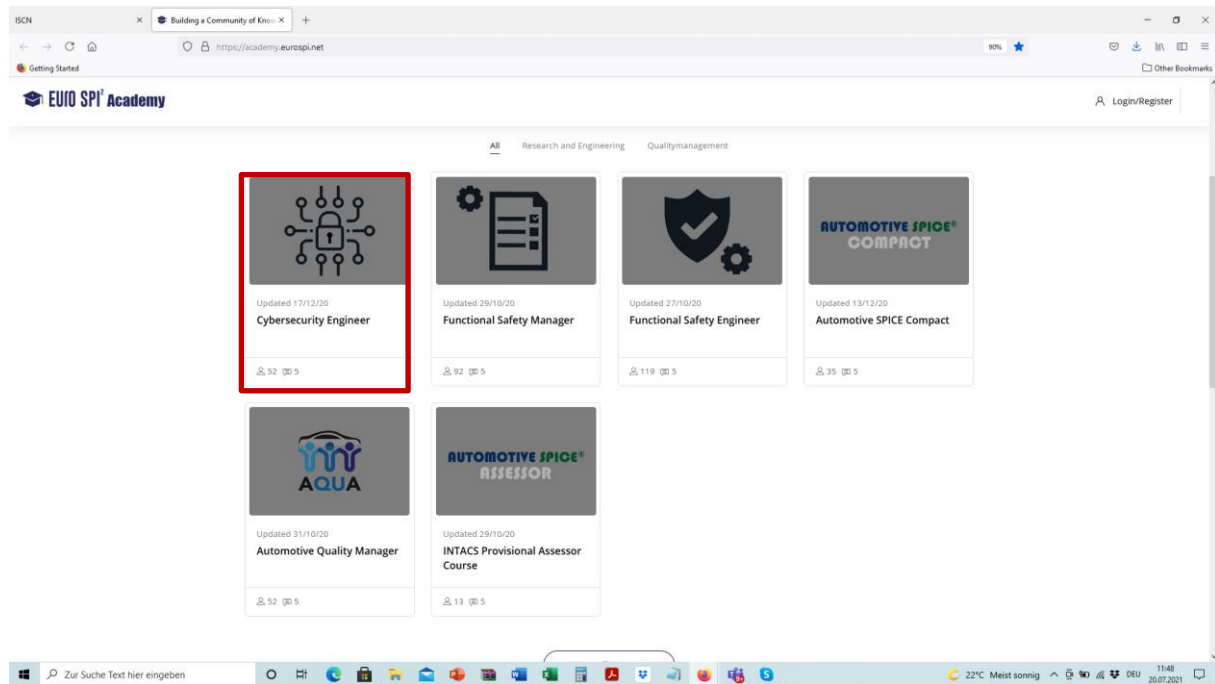 ISCN
Building a Community of Know
https://academy.eurospi.net
90%
Getting Started
Other Bookmarks
EURO SPI² Academy
Login/Register
All Research and Engineering Qualitymanagement
AUTOMOTIVE SPICE®
COMPACT
Updated 17/12/20
Cybersecurity Engineer
52 5
Updated 29/10/20
Functional Safety Manager
92 5
Updated 27/10/20
Functional Safety Engineer
119 5
Updated 13/12/20
Automotive SPICE Compact
35 5
AQUA
Updated 31/10/20
Automotive Quality Manager
52 5
AUTOMOTIVE SPICE®
ASSESSOR
Updated 29/10/20
INTACS Provisional Assessor
Course
13 5
Zur Suche Text hier eingeben
22°C Meist sonnig
DEU
11:48
20.07.2021